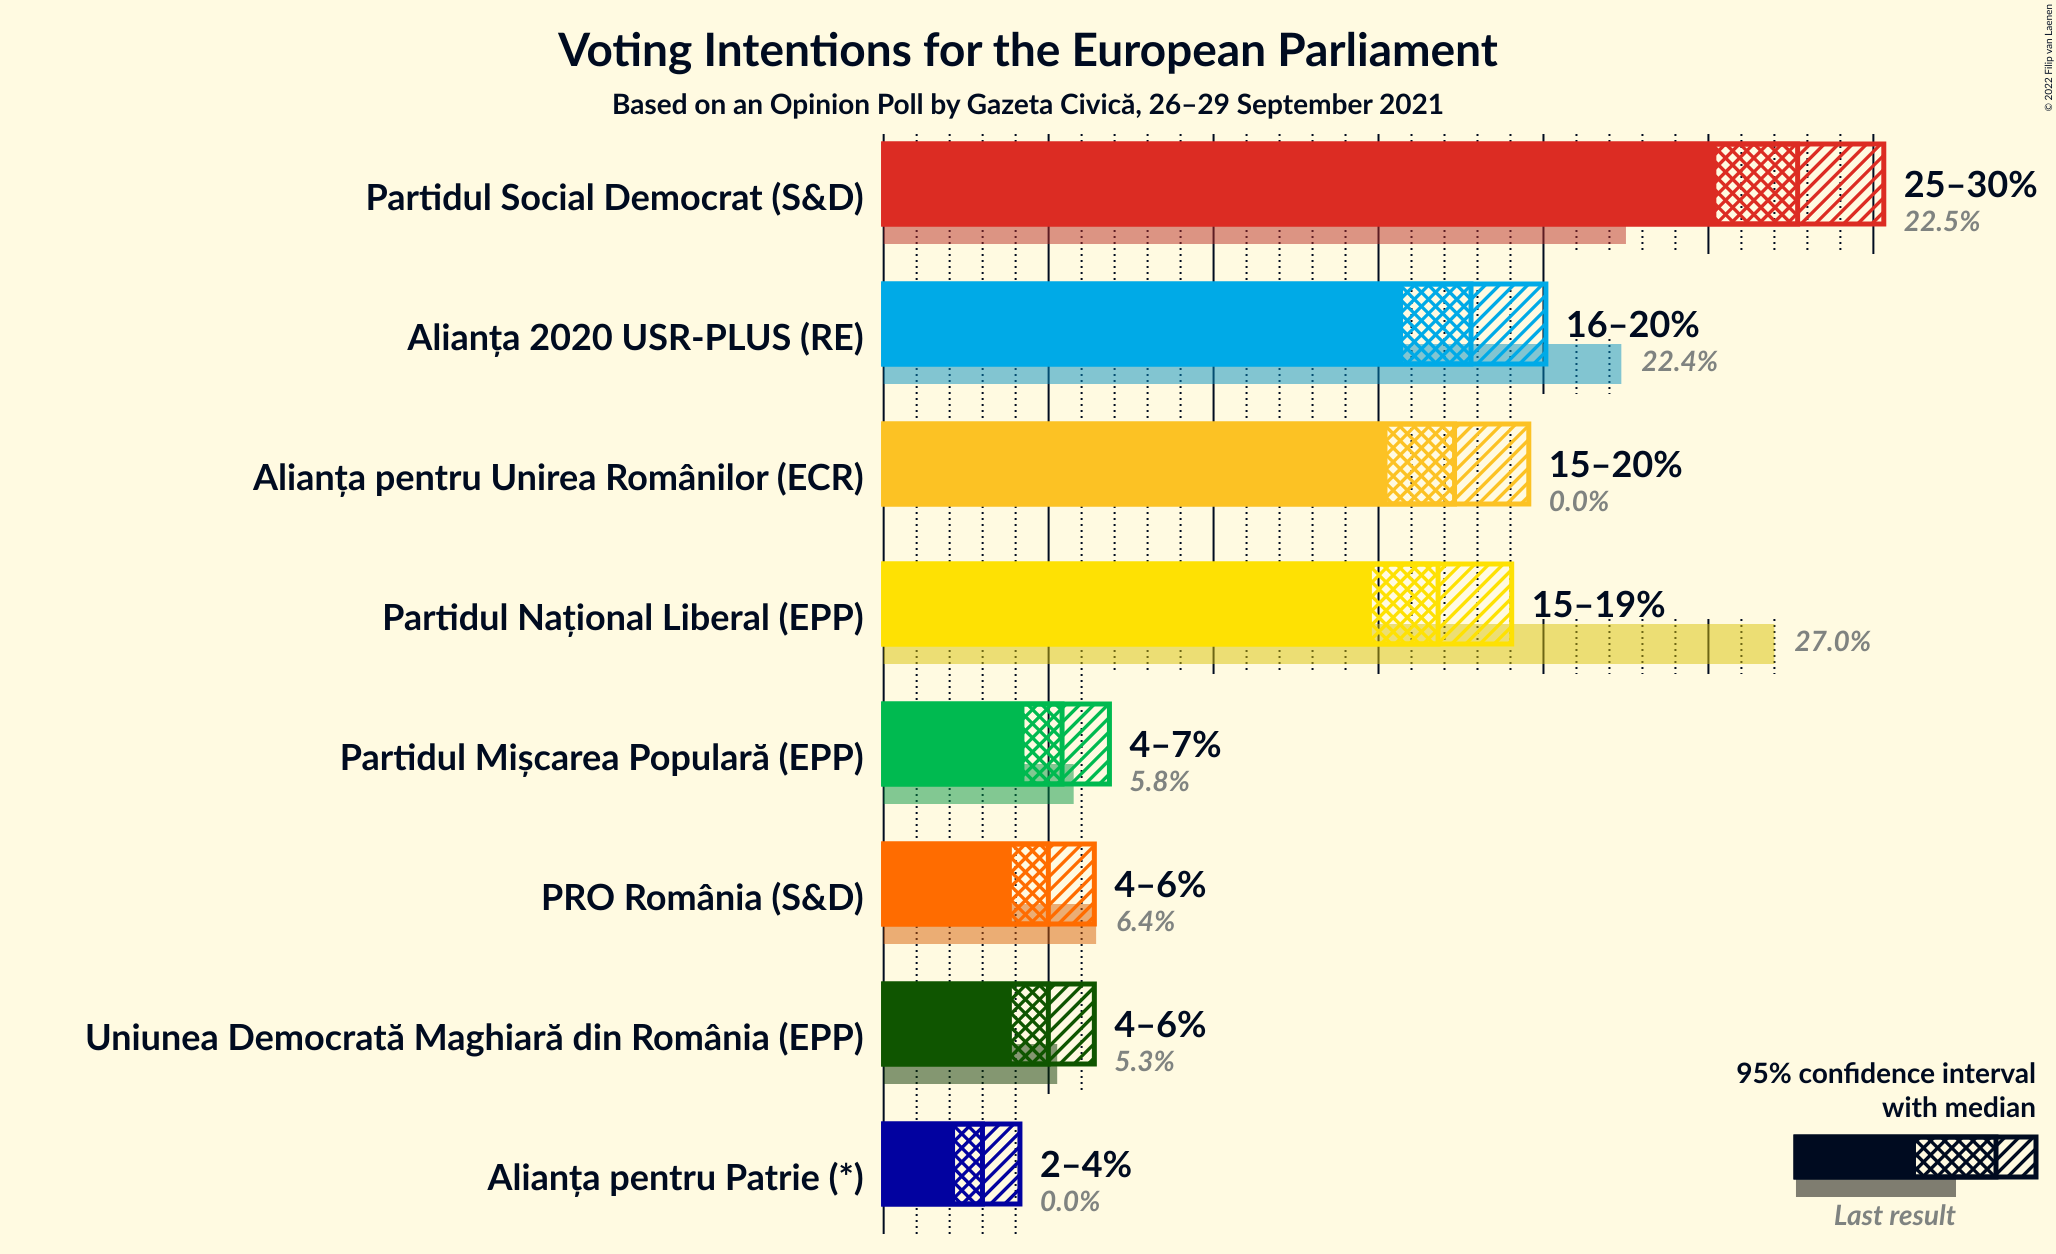 Voting Intentions for the European Parliament
Based on an Opinion Poll by Gazeta Civică, 26–29 September 2021
© 2022 Filip van Laenen
Partidul Social Democrat (S&D)
25–30%
22.5%
Alianța 2020 USR-PLUS (RE)
16–20%
22.4%
Alianța pentru Unirea Românilor (ECR)
15–20%
0.0%
Partidul Național Liberal (EPP)
15–19%
27.0%
Partidul Mișcarea Populară (EPP)
4–7%
5.8%
PRO România (S&D)
4–6%
6.4%
Uniunea Democrată Maghiară din România (EPP)
4–6%
5.3%
Alianța pentru Patrie (*)
2–4%
0.0%
95% confidence interval
with median
Last result